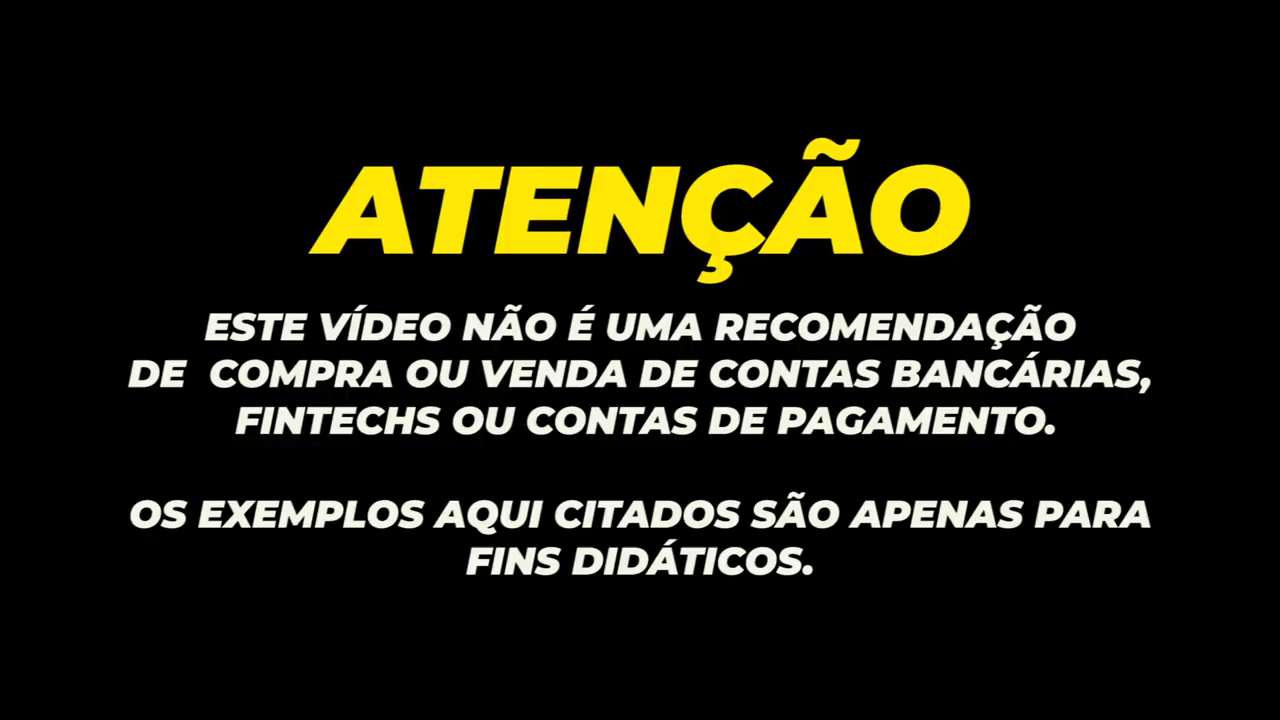 ATENÇÃO
ESTE VÍDEO NÃO É UMA RECOMENDAÇÃO
DE COMPRA OU VENDA DE CONTAS BANCÁRIAS,
FINTECHS OU CONTAS DE PAGAMENTO.
OS EXEMPLOS AQUI CITADOS SÃO APENAS PARA
FINS DIDÁTICOS.